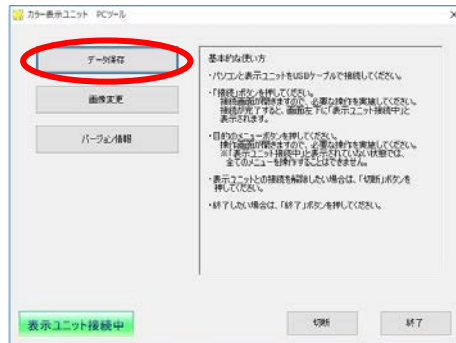 カラー表示ユニット PCツール
データ保存
画像変更
バージョン情報
基本的な使い方
・パソコンと表示ユニットをUSBケーブルで接続してください。
・「接続」ボタンを押してください。
接続画面が開きますので、必要な操作を実施してください。
接続が完了すると、画面左下に「表示ユニット接続中」と
表示されます。
・目的のメニューボタンを押してください。
操作画面が開きますので、必要な操作を実施してください。
※「表示ユニット接続中」と表示されていない状態では、
全てのメニューを操作することはできません。
・表示ユニットとの接続を解除したい場合は、「切断」ボタンを
押してください。
・終了したい場合は、「終了」ボタンを押してください。
表示ユニット接続中
切断
終了